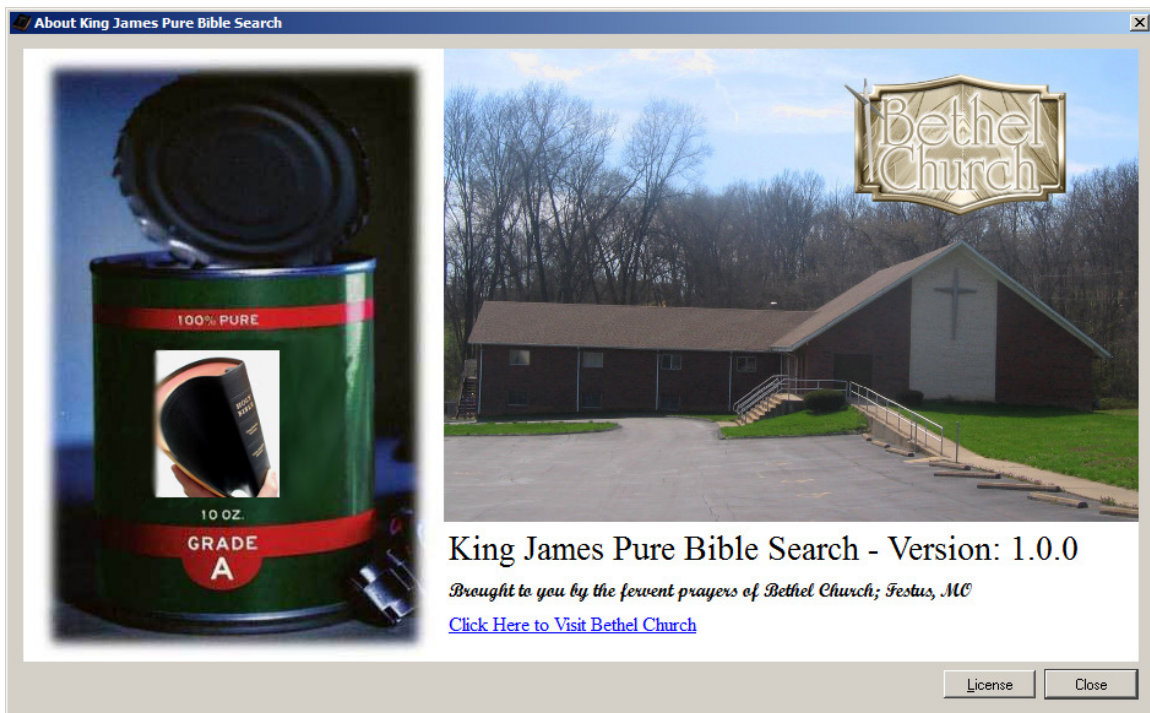 About King James Pure Bible Search
100% PURE
HOLY
BIBLE
10 OZ.
GRADE
A
Bethel
Church
King James Pure Bible Search - Version: 1.0.0
Brought to you by the fervent prayers of Bethel Church; Festus, MO
Click Here to Visit Bethel Church
License
Close